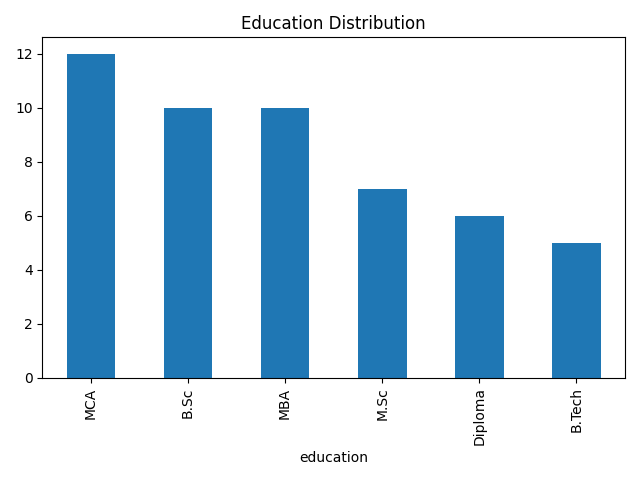 Education Distribution
12
10
8
6
4
2
0
MCA
B.Sc
MBA
M.Sc
Diploma
B.Tech
education